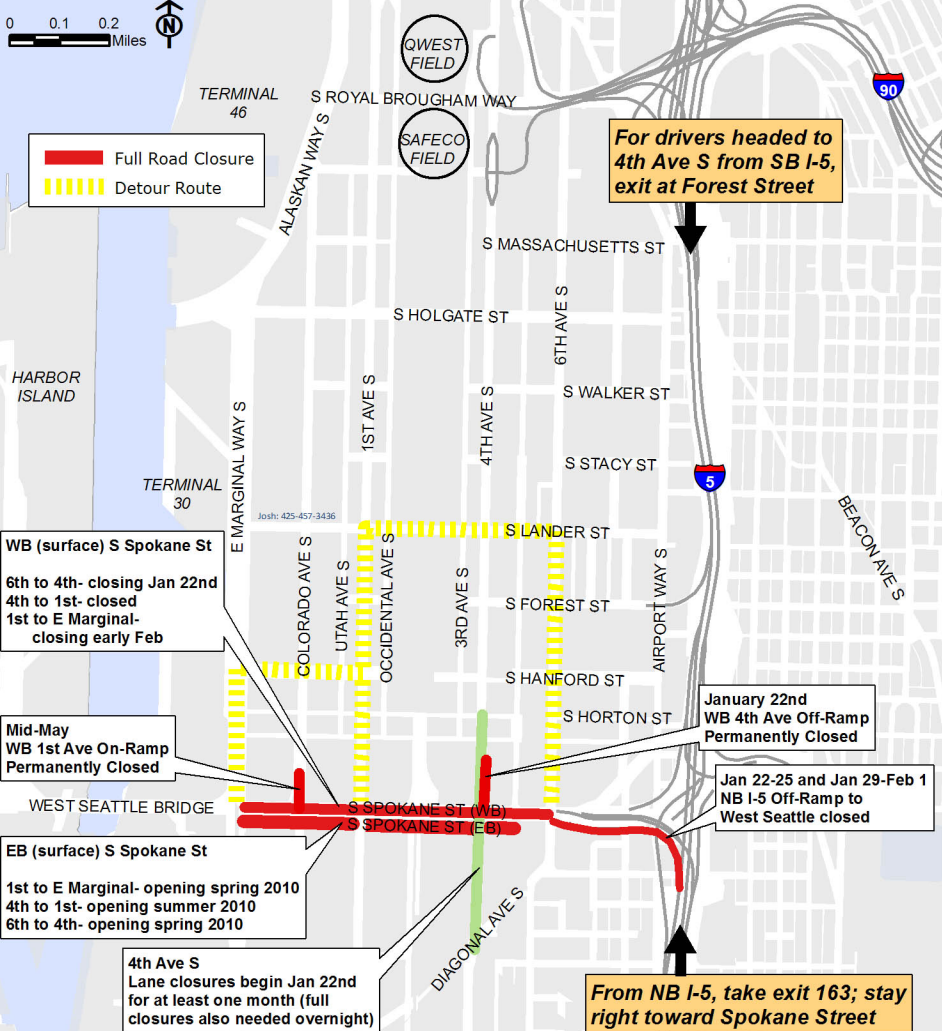 0 0.1 0.2
Miles
N
QWEST
FIELD
90
TERMINAL
46
S ROYAL BROUGHAM WAY
SAFECO
FIELD
For drivers headed to
4th Ave S from SB I-5,
exit at Forest Street
Full Road Closure
Detour Route
ALASKAN WAY S
S MASSACHUSETTS ST
S HOLGATE ST
6TH AVE S
HARBOR
ISLAND
S WALKER ST
1ST AVE S
4TH AVE S
E MARGINAL WAY S
S STACY ST
5
TERMINAL
30
BEACON AVE S
Josh: 425-457-3436
S LANDER ST
WB (surface) S Spokane St
6th to 4th- closing Jan 22nd
4th to 1st- closed
1st to E Marginal-
closing early Feb
COLORADO AVE S
UTAH AVE S
OCCIDENTAL AVE S
3RD AVE S
AIRPORT WAY S
S FOREST ST
S HANFORD ST
S HORTON ST
January 22nd
WB 4th Ave Off-Ramp
Permanently Closed
Mid-May
WB 1st Ave On-Ramp
Permanently Closed
Jan 22-25 and Jan 29-Feb 1
NB I-5 Off-Ramp to
West Seattle closed
WEST SEATTLE BRIDGE
S SPOKANE ST (WB)
S SPOKANE ST (EB)
EB (surface) S Spokane St
1st to E Marginal- opening spring 2010
4th to 1st- opening summer 2010
6th to 4th- opening spring 2010
DIAGONAL AVE S
4th Ave S
Lane closures begin Jan 22nd
for at least one month (full
closures also needed overnight)
From NB I-5, take exit 163; stay
right toward Spokane Street